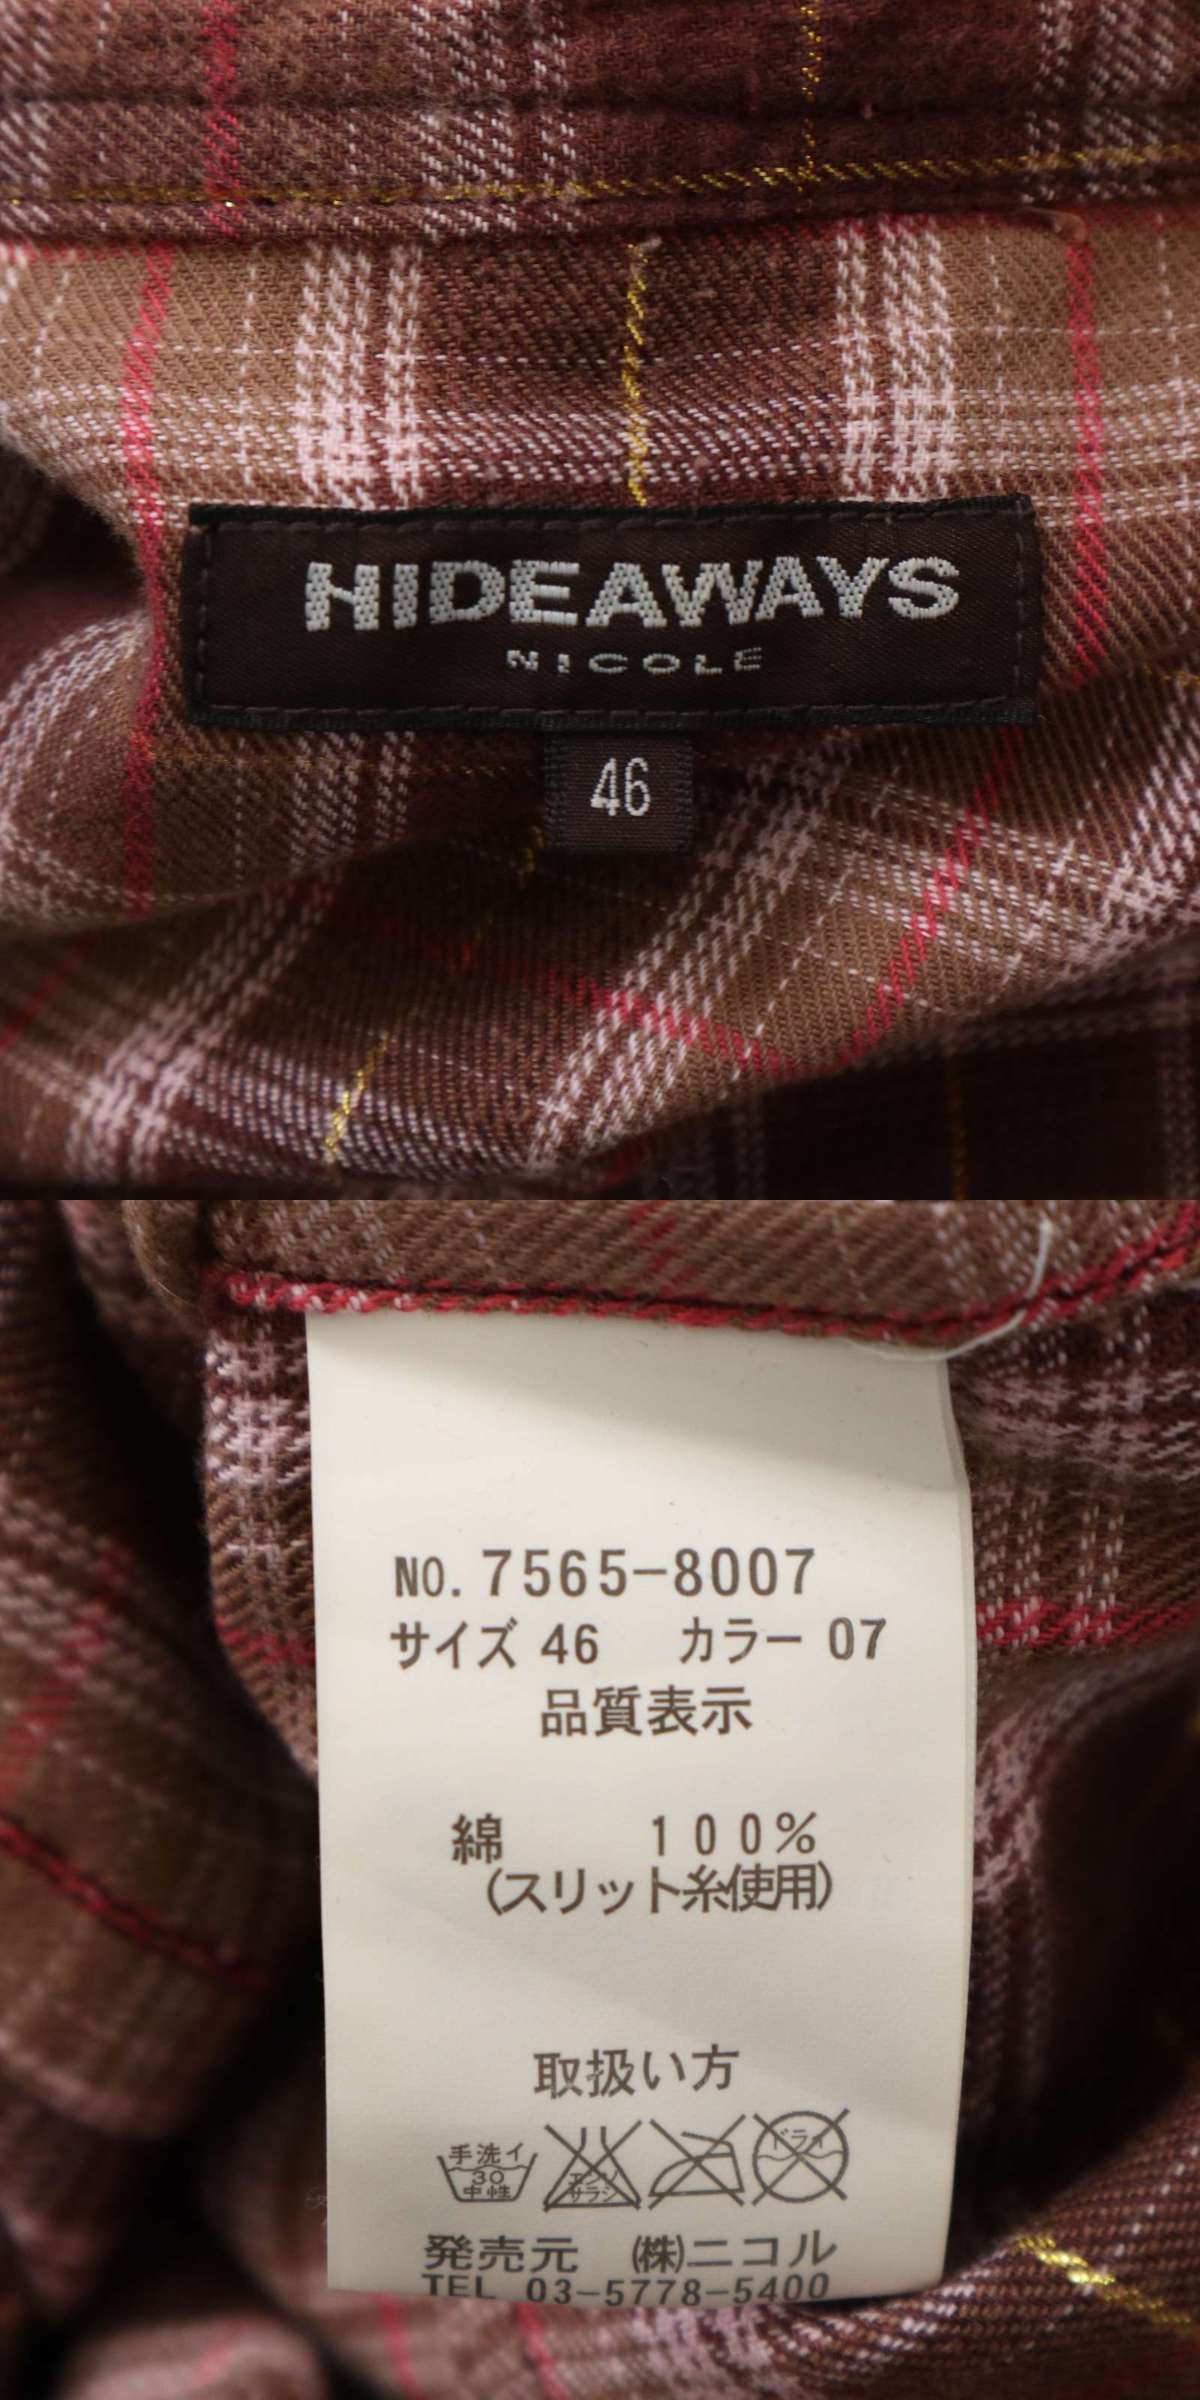 HIDEAWAYS
NICOLE
46
NO. 7565-8007
サイズ 46 カラー 07
品質表示
綿 100%
(スリット糸使用)
取扱い方
手洗イ
30
中性
エンソ
サラシ
ドライ
発売元 (株)ニコル
TEL 03-5778-5400